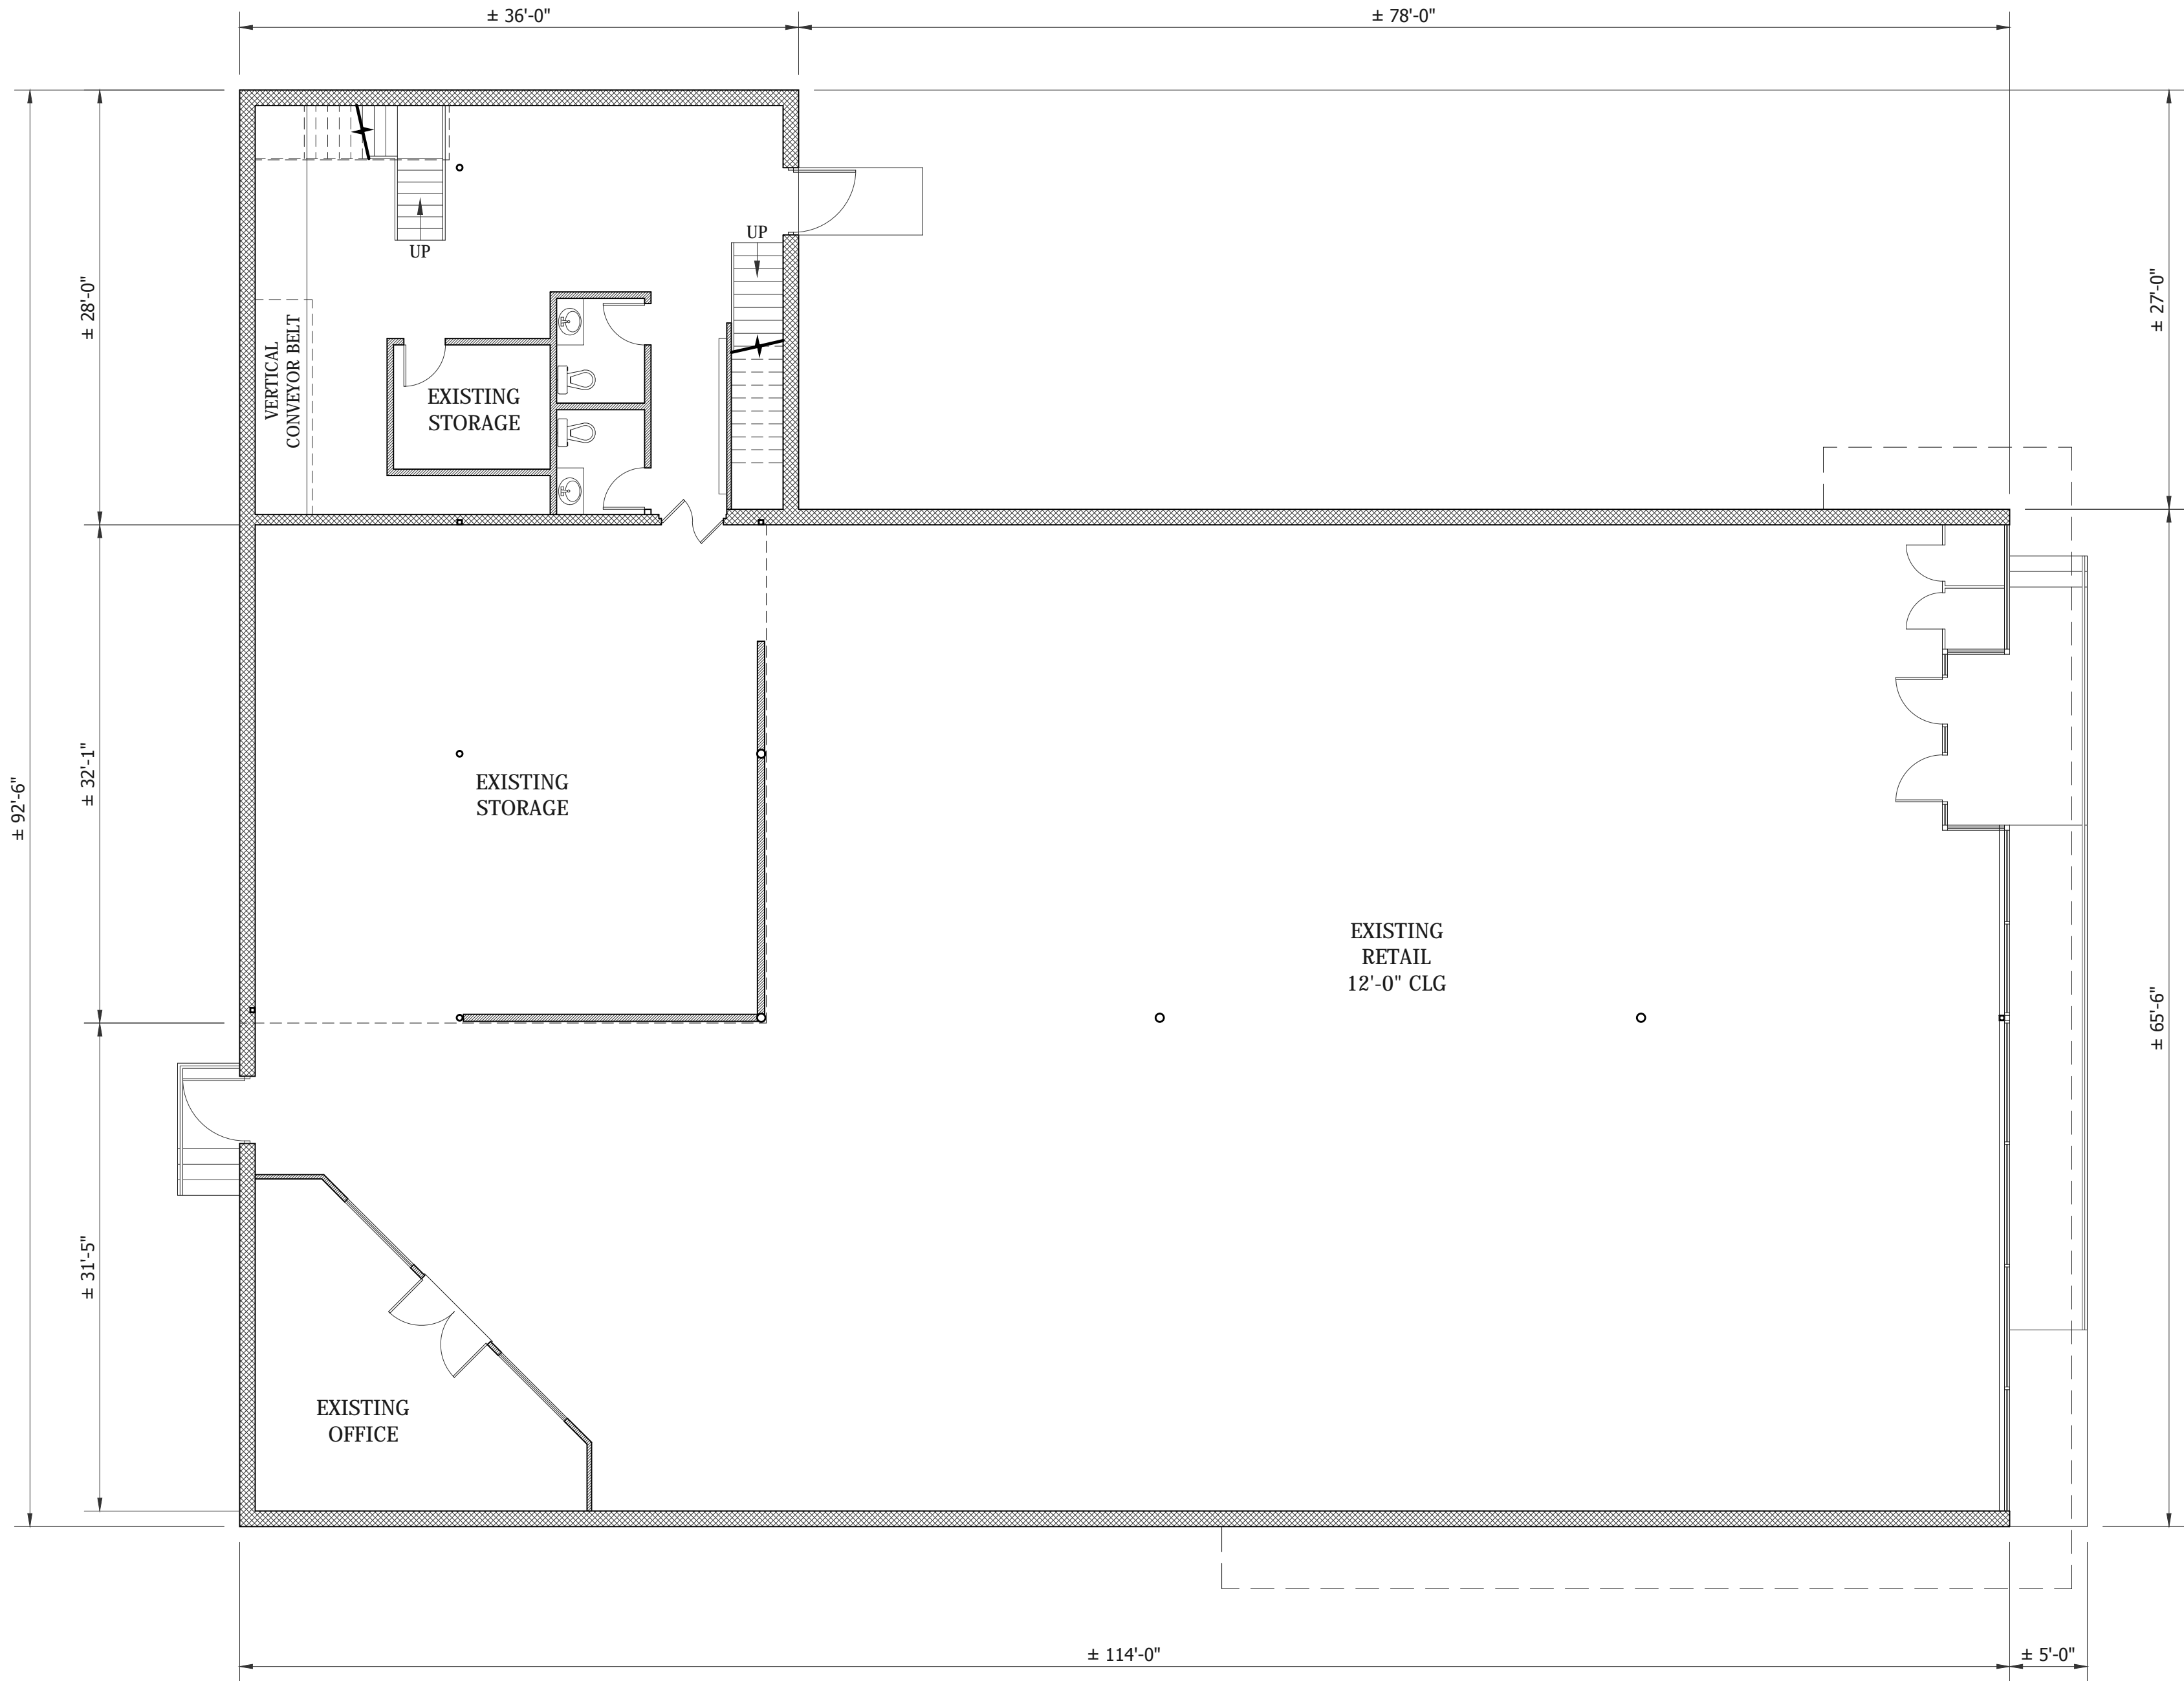 ± 36'-0"
± 78'-0"
UP
UP
± 28'-0"
± 27'-0"
VERTICAL
CONVEYOR BELT
EXISTING
STORAGE
± 32'-1"
± 92'-6"
EXISTING
STORAGE
EXISTING
RETAIL
12'-0" CLG
± 65'-6"
± 31'-5"
EXISTING
OFFICE
± 114'-0"
± 5'-0"